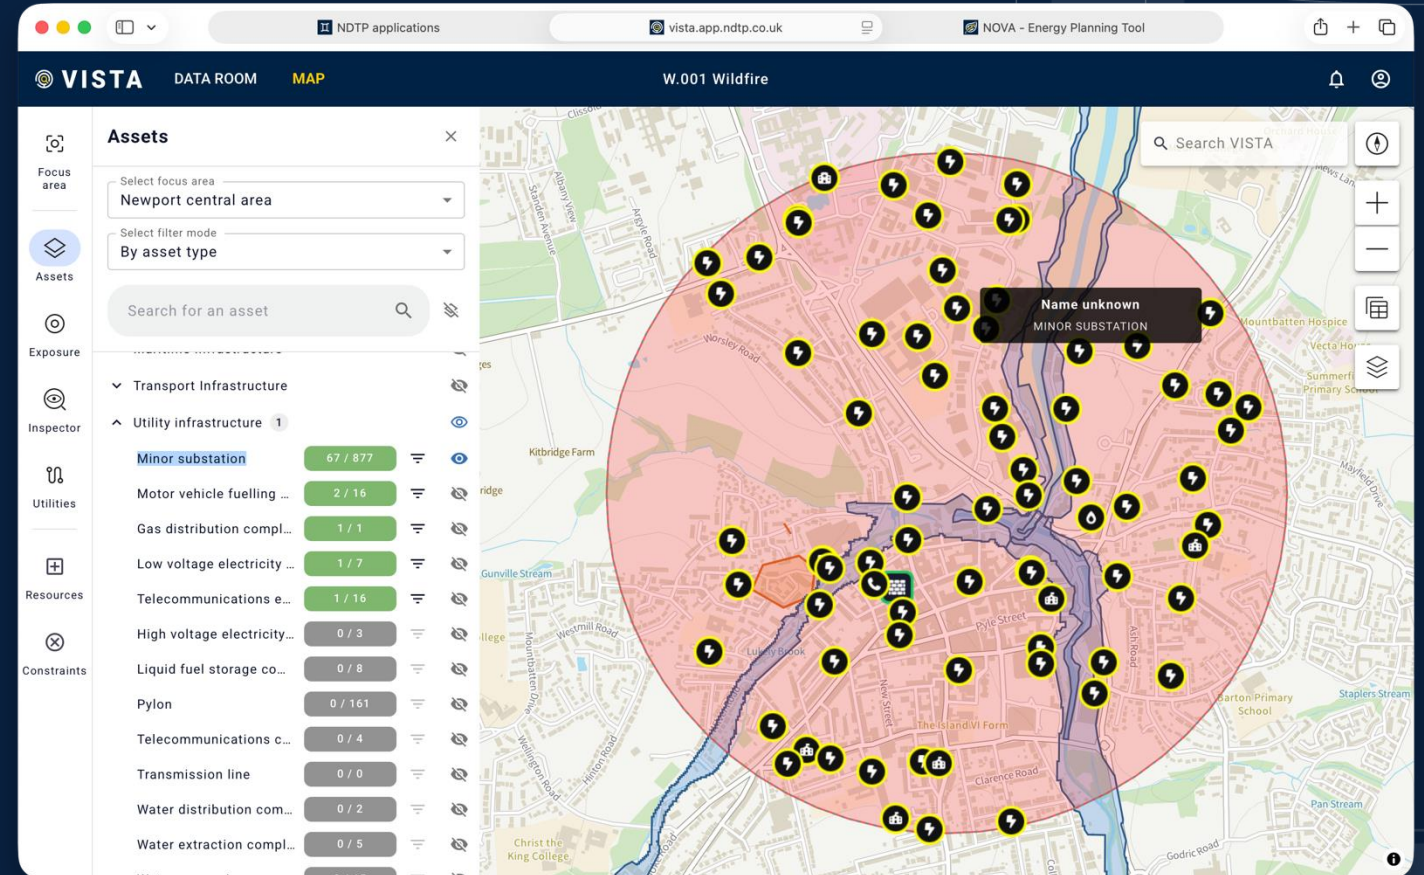 NDTP applications
vista.app.ndtp.co.uk
NOVA - Energy Planning Tool
VISTA
DATA ROOM
MAP
W.001 Wildfire
Focus
area
Assets
Exposure
Inspector
Utilities
Resources
Constraints
Assets
Select focus area
Newport central area
Select filter mode
By asset type
Search for an asset
Transport Infrastructure
Utility infrastructure 1
Minor substation 67 / 877
Motor vehicle fuelling ... 2 / 16
Gas distribution compl... 1 / 1
Low voltage electricity ... 1 / 7
Telecommunications e... 1 / 16
High voltage electricity... 0 / 3
Liquid fuel storage co... 0 / 8
Pylon 0 / 161
Telecommunications c... 0 / 4
Transmission line 0 / 0
Water distribution com... 0 / 2
Water extraction compl... 0 / 5
Search VISTA
Name unknown
MINOR SUBSTATION
Albany View
Standen Avenue
Argyle Road
Worsley Road
Mountbatten Hospice
Primary School
Kitbridge Farm
Mayfield Drive
Gunville Stream
Westmill Road
Mountbatten Drive
Lukely Brook
Pyle Street
Ash Road
New Street
Barton Primary
School
Staplers Stream
The Island VI Form
Wellington Road
Hinton Road
Clarence Road
Pan Stream
Christ the
King College
Godric Road